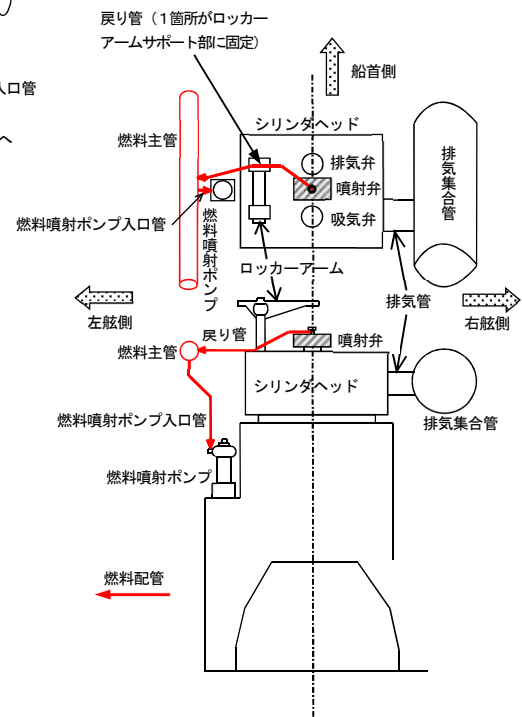 戻り管(1箇所がロッカー
アームサポート部に固定)
船首側
入口管
へ
シリンダヘッド
燃料主管
排気弁
噴射弁
吸気弁
排気集合管
燃料噴射ポンプ入口管
燃料噴射ポンプ
ロッカーアーム
排気管
左舷側
右舷側
戻り管
噴射弁
燃料主管
シリンダヘッド
燃料噴射ポンプ入口管
排気集合管
燃料噴射ポンプ
燃料配管